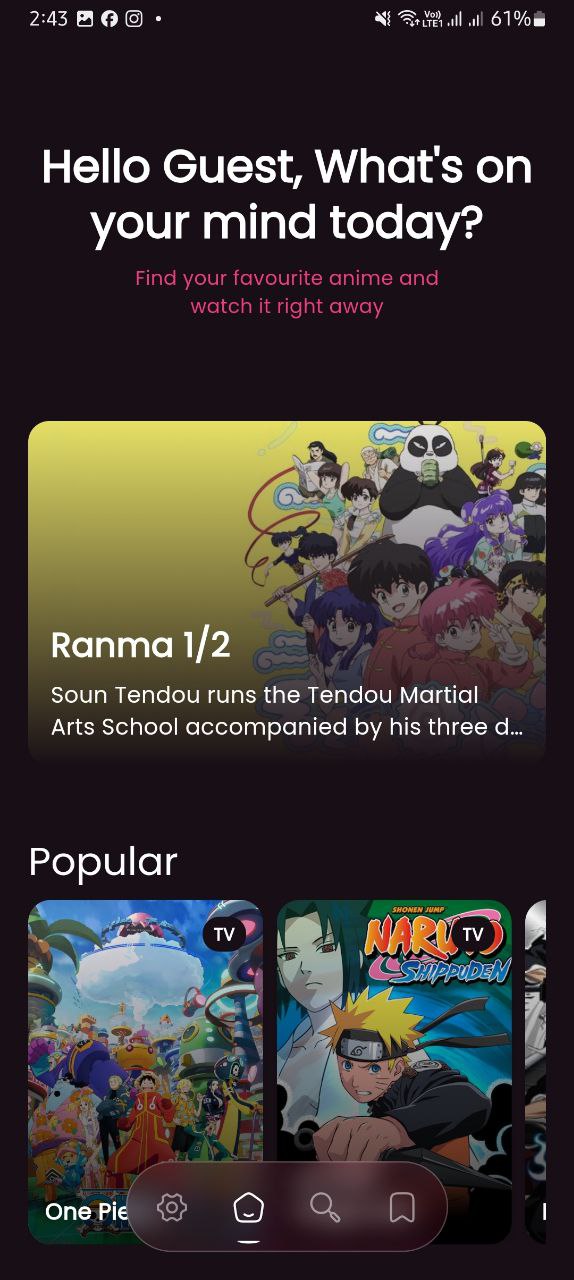 2:43
Vo))
LTE1
61%
Hello Guest, What's on
your mind today?
Find your favourite anime and
watch it right away
Ranma 1/2
Soun Tendou runs the Tendou Martial
Arts School accompanied by his three d...
Popular
TV
SHONEN JUMP
TV
SHIPPUDEN
One Pie